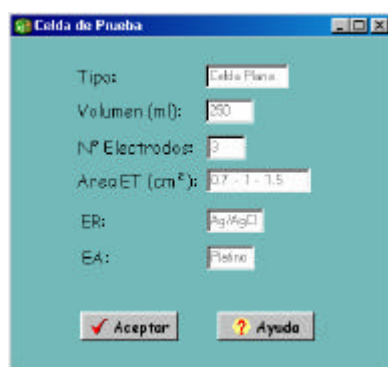 Celda de Prueba
Tipo: Celda Plana
Volumen (ml): 250
Nº Electrodos: 3
Area ET (cm²): 0.7 - 1 - 1.5
ER: Ag/AgCl
EA: Platino
Aceptar ? Ayuda